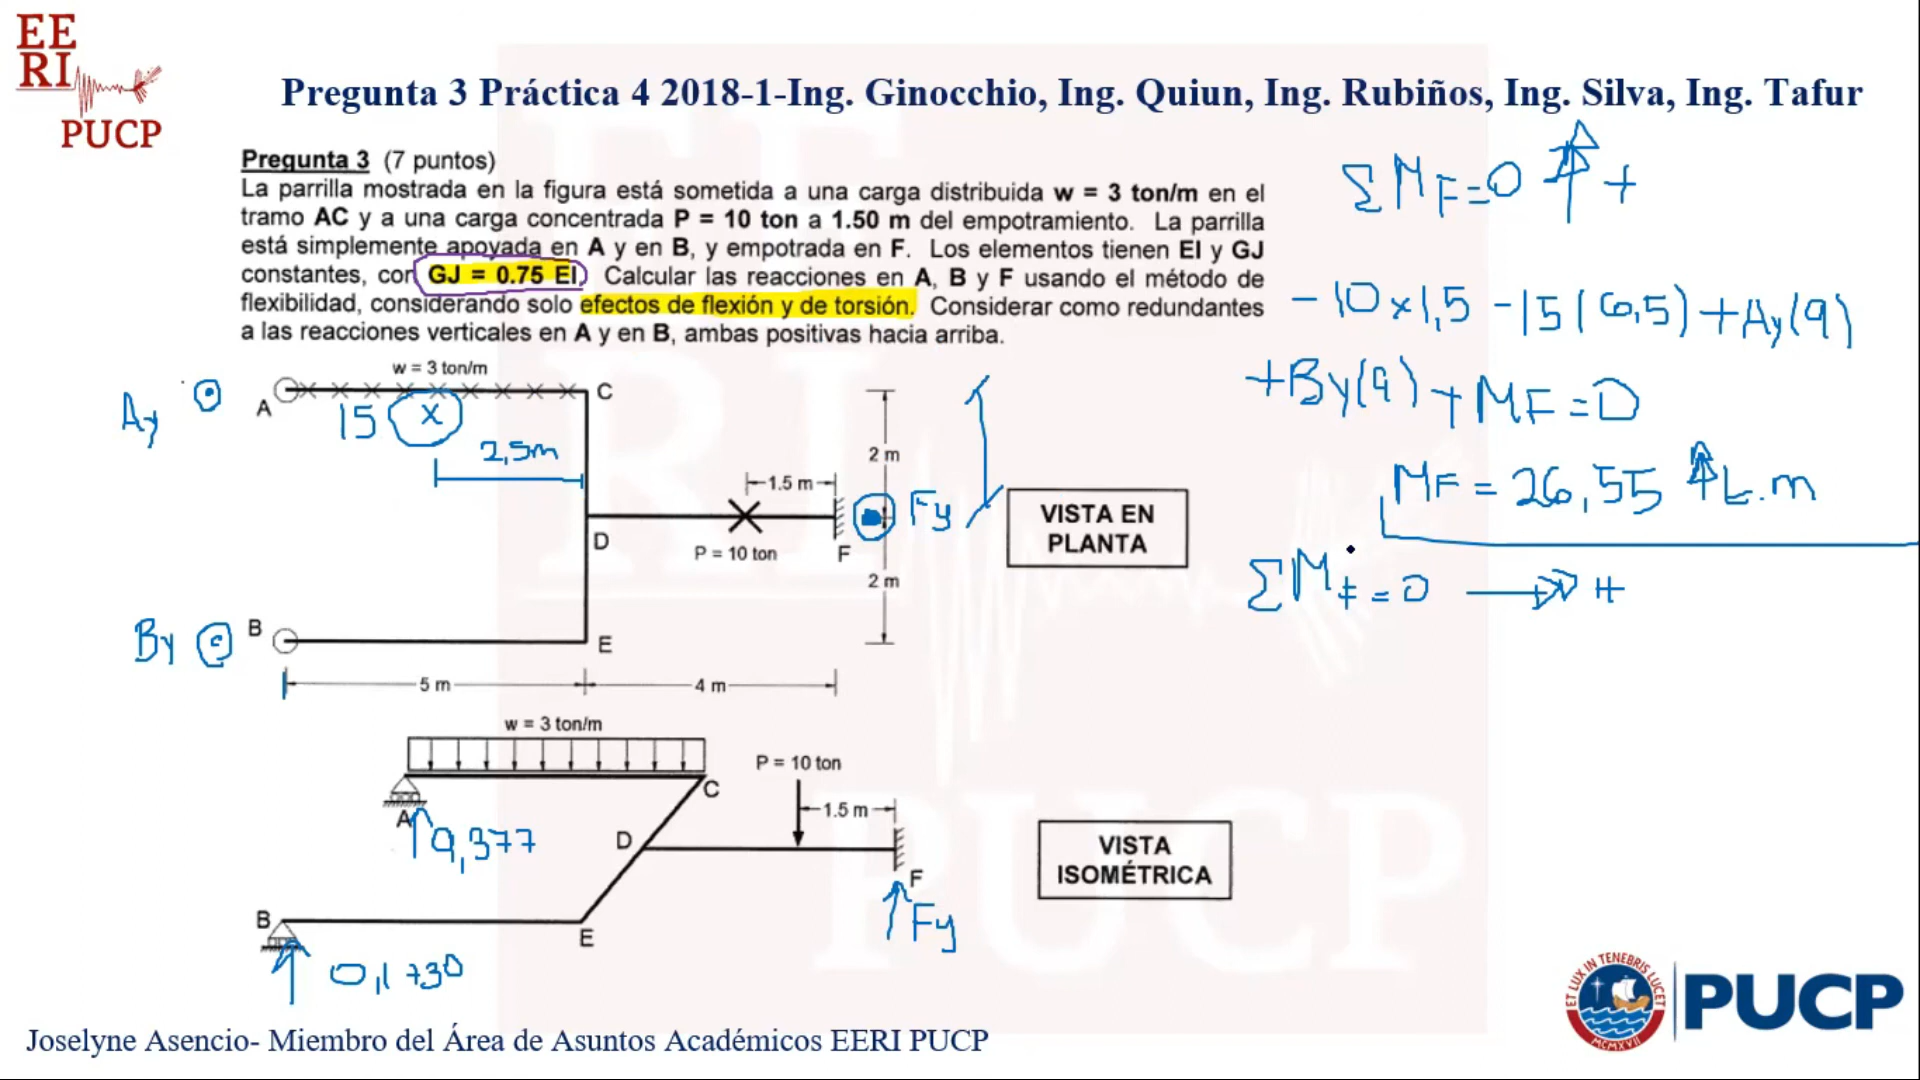 EE
RI
PUCP
Pregunta 3 Práctica 4 2018-1-Ing. Ginocchio, Ing. Quiun, Ing. Rubiños, Ing. Silva, Ing. Tafur
Pregunta 3 (7 puntos)
La parrilla mostrada en la figura está sometida a una carga distribuida w = 3 ton/m en el
tramo AC y a una carga concentrada P = 10 ton a 1.50 m del empotramiento. La parrilla
está simplemente apoyada en A y en B, y empotrada en F. Los elementos tienen EI y GJ
constantes, con GJ = 0.75 EI. Calcular las reacciones en A, B y F usando el método de
flexibilidad, considerando solo efectos de flexión y de torsión. Considerar como redundantes
a las reacciones verticales en A y en B, ambas positivas hacia arriba.
ΣMF=0 +
-10x1,5 -15(6,5)+Ay(9)
+By(9)+MF=0
MF = 26,55 t.m
w = 3 ton/m
A
C
Ay
15 x
2,5m
2 m
1.5 m
Fy
D
P = 10 ton
F
2 m
VISTA EN
PLANTA
ΣM = 0 +
By
B
E
5 m
4 m
w = 3 ton/m
P = 10 ton
C
1.5 m
A
9,377
D
F
Fy
VISTA
ISOMÉTRICA
B
E
0,1730
ET LUX IN TENEBRIS LUCET
MCMXVII
PUCP
Joselyne Asencio- Miembro del Área de Asuntos Académicos EERI PUCP